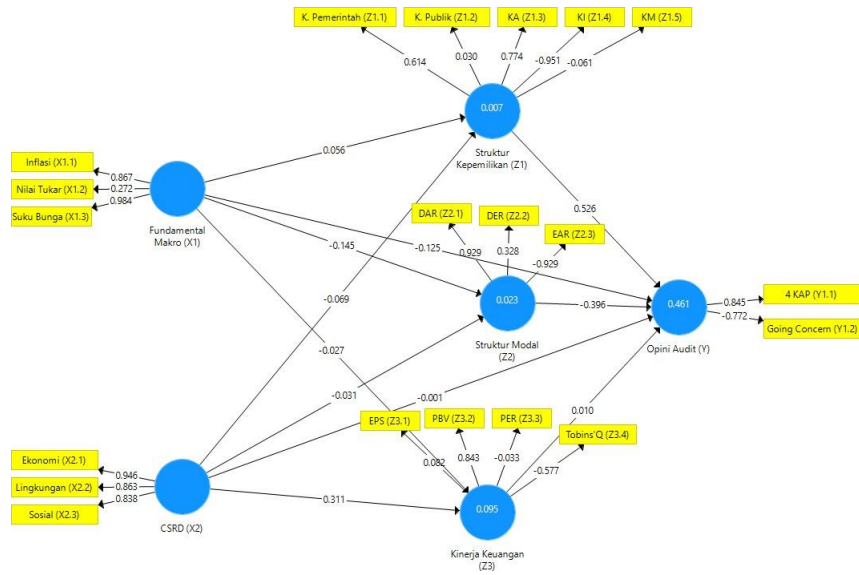 K. Pemerintah (Z1.1)
K. Publik (Z1.2)
KA (Z1.3)
KI (Z1.4)
KM (Z1.5)
0.614
0.030
0.774
-0.951
-0.061
0.007
Struktur
Kepemilikan (Z1)
Inflasi (X1.1)
Nilai Tukar (X1.2)
Suku Bunga (X1.3)
0.867
0.272
0.984
Fundamental
Makro (X1)
0.056
-0.145
-0.125
-0.069
-0.027
0.526
DAR (Z2.1)
DER (Z2.2)
EAR (Z2.3)
0.929
0.328
-0.929
0.023
Struktur Modal
(Z2)
-0.396
0.461
Opini Audit (Y)
0.845
-0.772
4 KAP (Y1.1)
Going Concern (Y1.2)
-0.031
-0.001
0.010
EPS (Z3.1)
PBV (Z3.2)
PER (Z3.3)
Tobins'Q (Z3.4)
0.082
0.843
-0.033
-0.577
Ekonomi (X2.1)
Lingkungan (X2.2)
Sosial (X2.3)
0.946
0.863
0.838
CSRD (X2)
0.311
0.095
Kinerja Keuangan
(Z3)